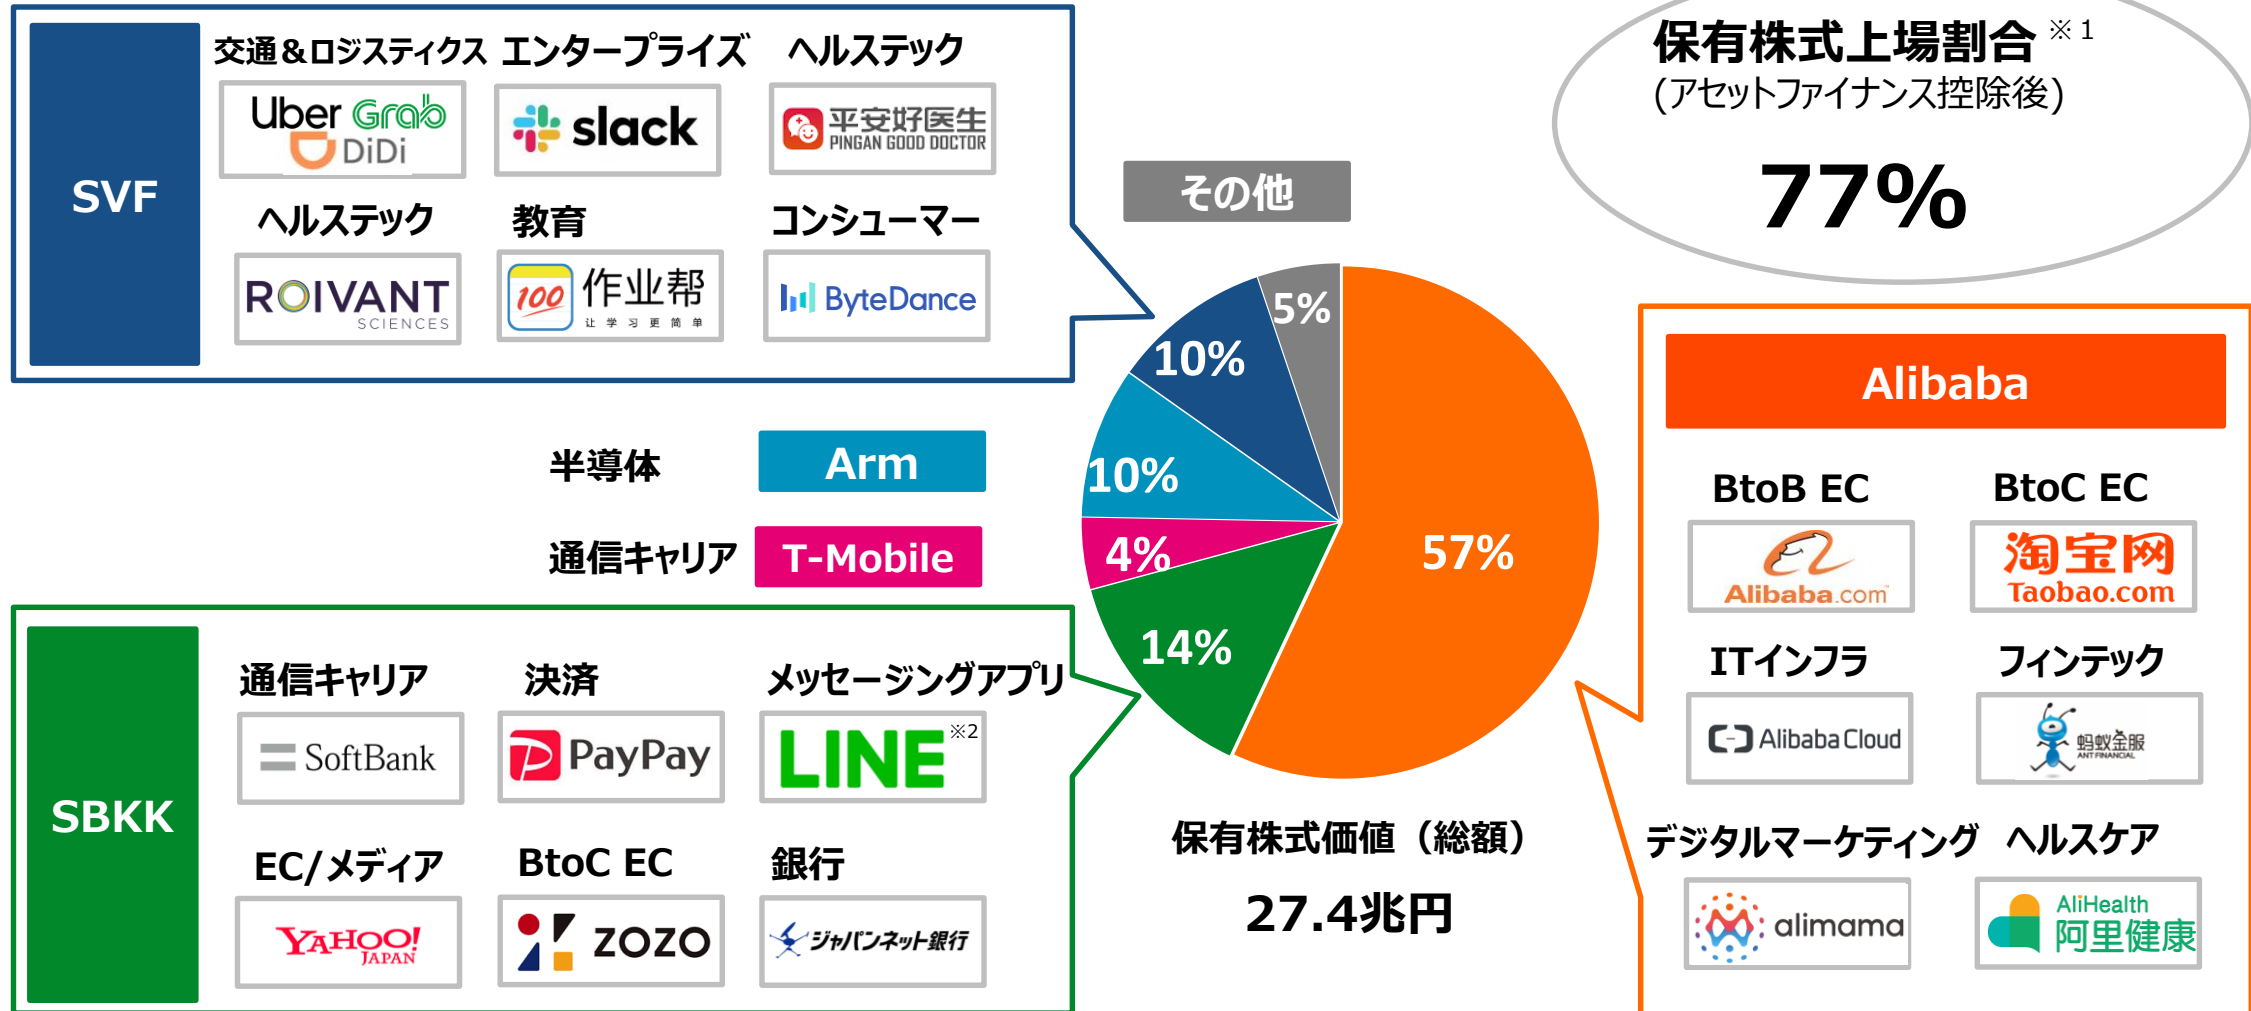 保有株式上場割合 ※1
(アセットファイナンス控除後)
77%
SVF
交通＆ロジスティクス
Uber Grab
DiDi
エンタープライズ
slack
ヘルステック
平安好医生
PINGAN GOOD DOCTOR
ヘルステック
ROIVANT
SCIENCES
教育
100 作业帮
让学习更简单
コンシューマー
ByteDance
その他
5%
10%
10%
4%
14%
57%
半導体
Arm
通信キャリア
T-Mobile
保有株式価値（総額）
27.4兆円
SBKK
通信キャリア
SoftBank
決済
PayPay
メッセージングアプリ
LINE ※2
EC/メディア
YAHOO!
JAPAN
BtoC EC
ZOZO
銀行
ジャパンネット銀行
Alibaba
BtoB EC
Alibaba.com
BtoC EC
淘宝网
Taobao.com
ITインフラ
Alibaba Cloud
フィンテック
蚂蚁金服
ANT FINANCIAL
デジタルマーケティング
alimama
ヘルスケア
AliHealth
阿里健康